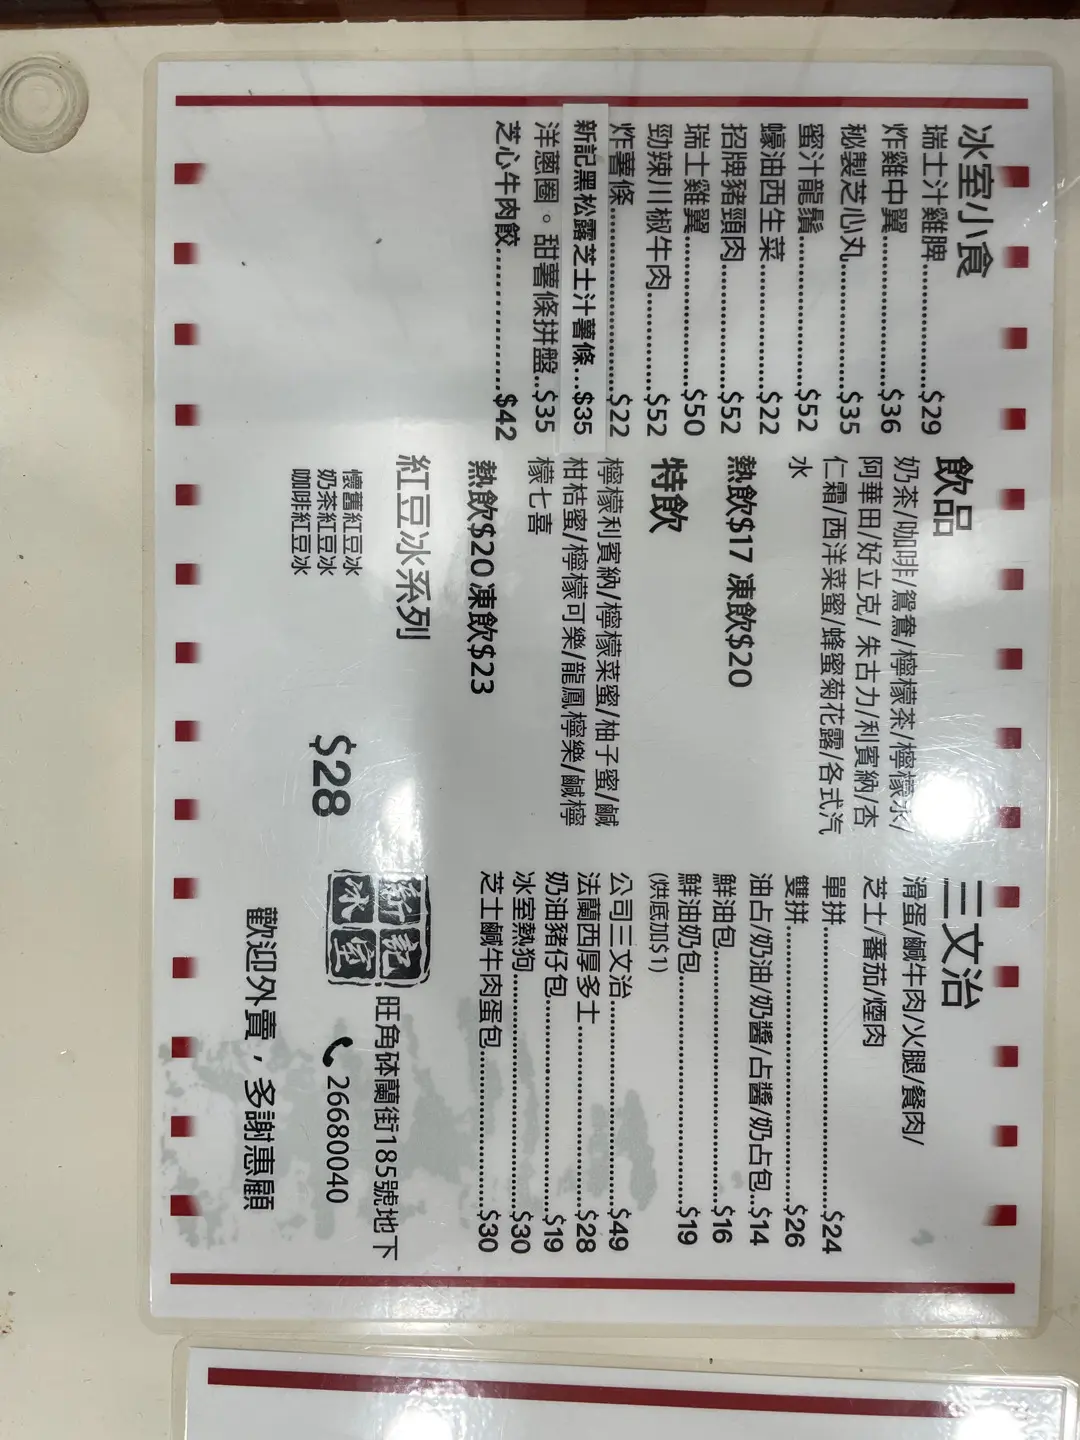 冰室小食
瑞士汁雞脾..................$29
炸雞中翼......................$36
秘製芝心丸..................$35
蜜汁龍鬚......................$52
蠔油西生菜..................$22
招牌豬頸肉..................$52
瑞士雞翼......................$50
勁辣川椒牛肉..............$52
炸薯條..........................$22
新記黑松露芝士汁薯條...$35
洋蔥圈。甜薯條拼盤..$35
芝心牛肉餃..................$42
飲品
奶茶/咖啡/鴛鴦/檸檬茶/檸檬水/
阿華田/好立克/ 朱古力/利賓納/杏
仁霜/西洋菜蜜/蜂蜜菊花露/各式汽
水
熱飲$17 凍飲$20
特飲
檸檬利賓納/檸檬菜蜜/柚子蜜/鹹
柑桔蜜/檸檬可樂/龍鳳檸樂/鹹檸
檬七喜
熱飲$20 凍飲$23
紅豆冰系列
懷舊紅豆冰
奶茶紅豆冰
咖啡紅豆冰
$28
三文治
滑蛋/鹹牛肉/火腿/餐肉/
芝士/蕃茄/煙肉
單拼..............................$24
雙拼..............................$26
油占/奶油/奶醬/占醬/奶占包...$14
鮮油包..............................$16
鮮油奶包..........................$19
(烘底加$1)
公司三文治......................$49
法蘭西厚多士..................$28
奶油豬仔包......................$19
冰室熱狗..........................$30
芝士鹹牛肉蛋包..............$30
新記
冰室
旺角砵蘭街185號地下
26680040
歡迎外賣，多謝惠顧